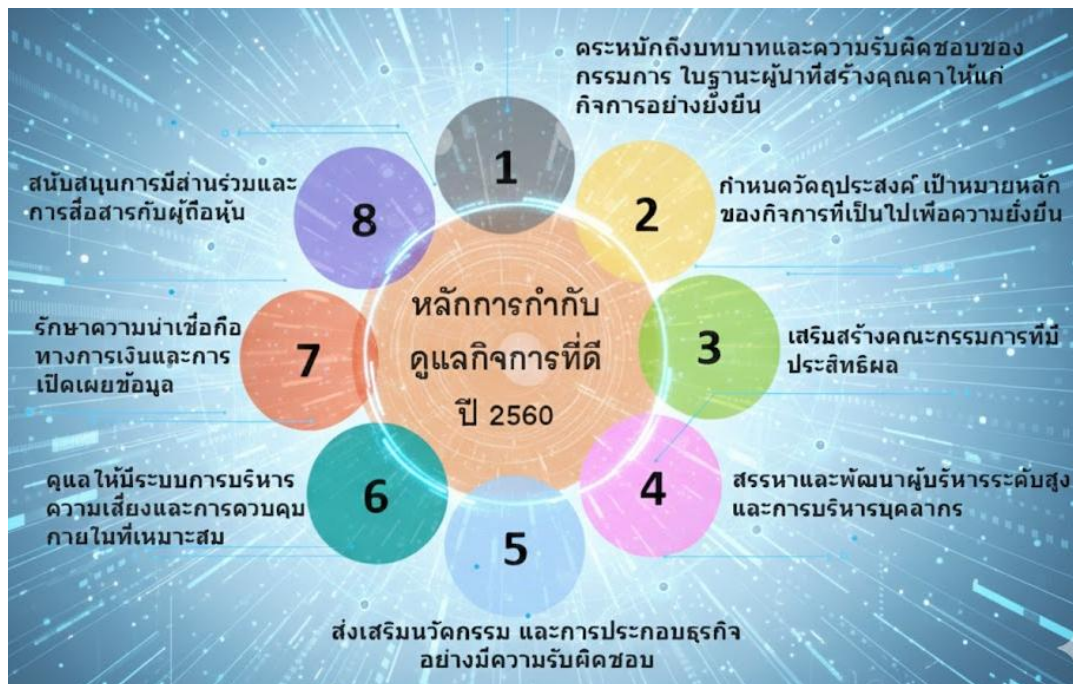 หลักการกำกับ
ดูแลกิจการที่ดี
ปี 2560
1
ตระหนักถึงบทบาทและความรับผิดชอบของ
กรรมการ ในฐานะผู้นำที่สร้างคุณค่าให้แก่
กิจการอย่างยั่งยืน
2
กำหนดวัตถุประสงค์ เป้าหมายหลัก
ของกิจการที่เป็นไปเพื่อความยั่งยืน
3
เสริมสร้างคณะกรรมการที่มี
ประสิทธิผล
4
สรรหาและพัฒนาผู้บริหารระดับสูง
และการบริหารบุคลากร
5
ส่งเสริมนวัตกรรม และการประกอบธุรกิจ
อย่างมีความรับผิดชอบ
6
ดูแลให้มีระบบการบริหาร
ความเสี่ยงและการควบคุม
ภายในที่เหมาะสม
7
รักษาความน่าเชื่อถือ
ทางการเงินและการ
เปิดเผยข้อมูล
8
สนับสนุนการมีส่วนร่วมและ
การสื่อสารกับผู้ถือหุ้น